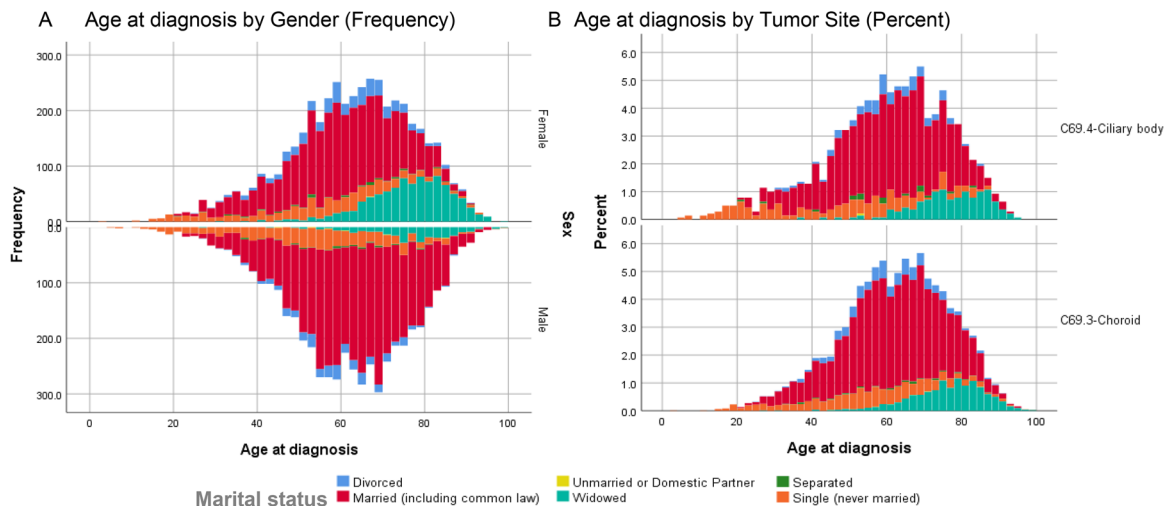 A Age at diagnosis by Gender (Frequency)
B Age at diagnosis by Tumor Site (Percent)
300.0
200.0
100.0
0.0
0.0
100.0
200.0
300.0
Frequency
Female
Male
Sex
0 20 40 60 80 100
Age at diagnosis
6.0
5.0
4.0
3.0
2.0
1.0
0.0
6.0
5.0
4.0
3.0
2.0
1.0
0.0
Percent
C69.4-Ciliary body
C69.3-Choroid
0 20 40 60 80 100
Age at diagnosis
Marital status
Divorced
Married (including common law)
Unmarried or Domestic Partner
Widowed
Separated
Single (never married)